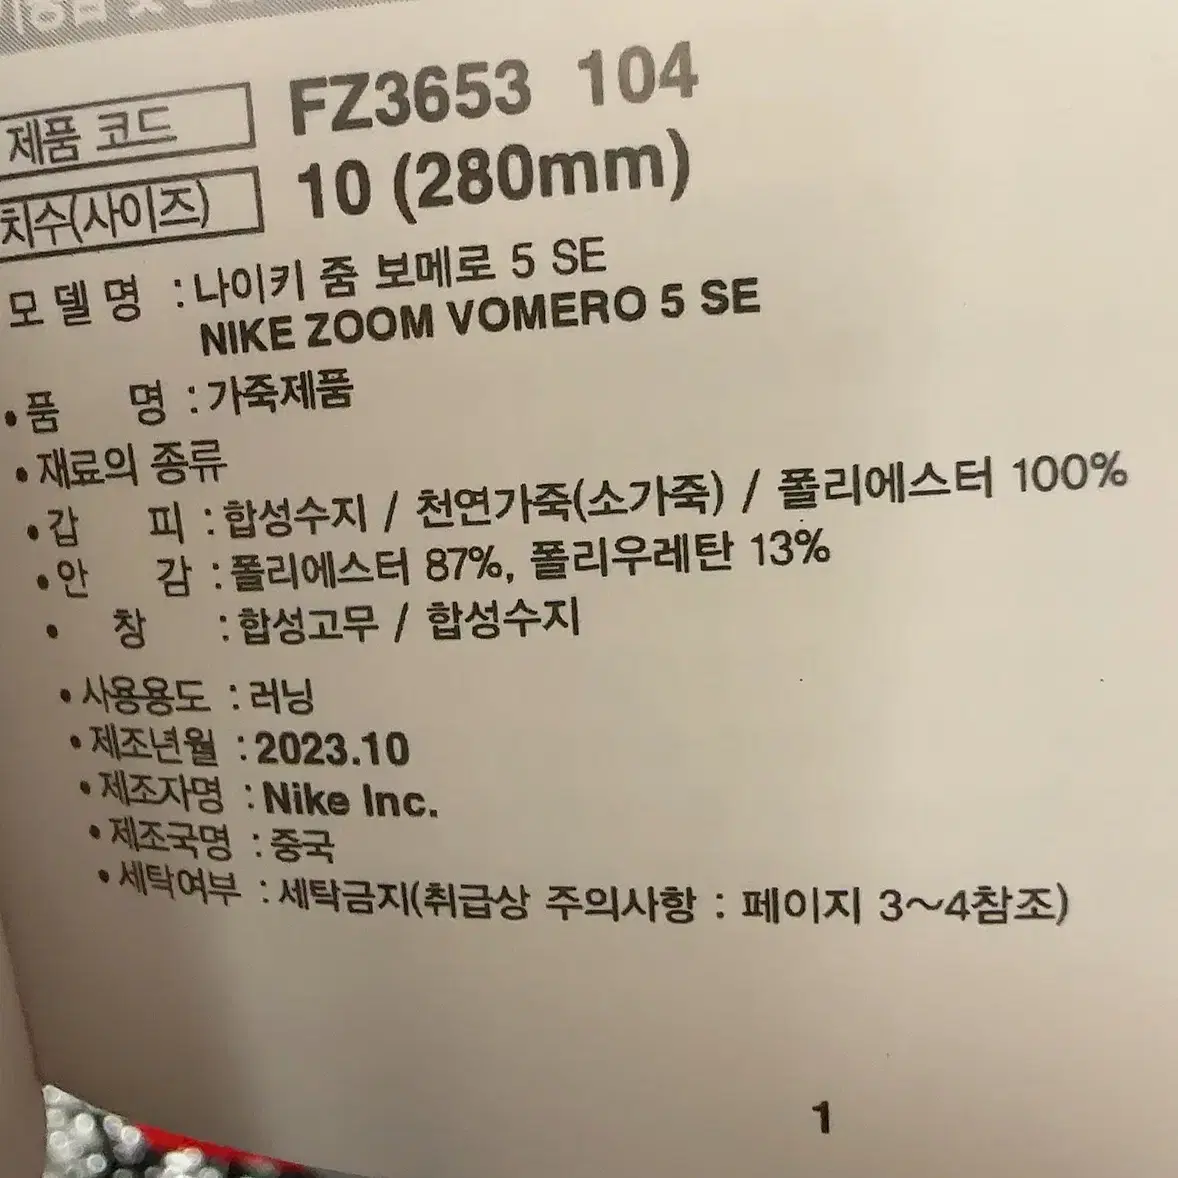 제품 코드 FZ3653 104
치수(사이즈) 10 (280mm)
모 델 명 : 나이키 줌 보메로 5 SE
NIKE ZOOM VOMERO 5 SE
•품 명 : 가죽제품
•재료의 종류
•갑 피 : 합성수지 / 천연가죽(소가죽) / 폴리에스터 100%
•안 감 : 폴리에스터 87%, 폴리우레탄 13%
• 창 : 합성고무 / 합성수지
•사용용도 : 러닝
•제조년월 : 2023.10
•제조자명 : Nike Inc.
•제조국명 : 중국
•세탁여부 : 세탁금지(취급상 주의사항 : 페이지 3~4참조)
1